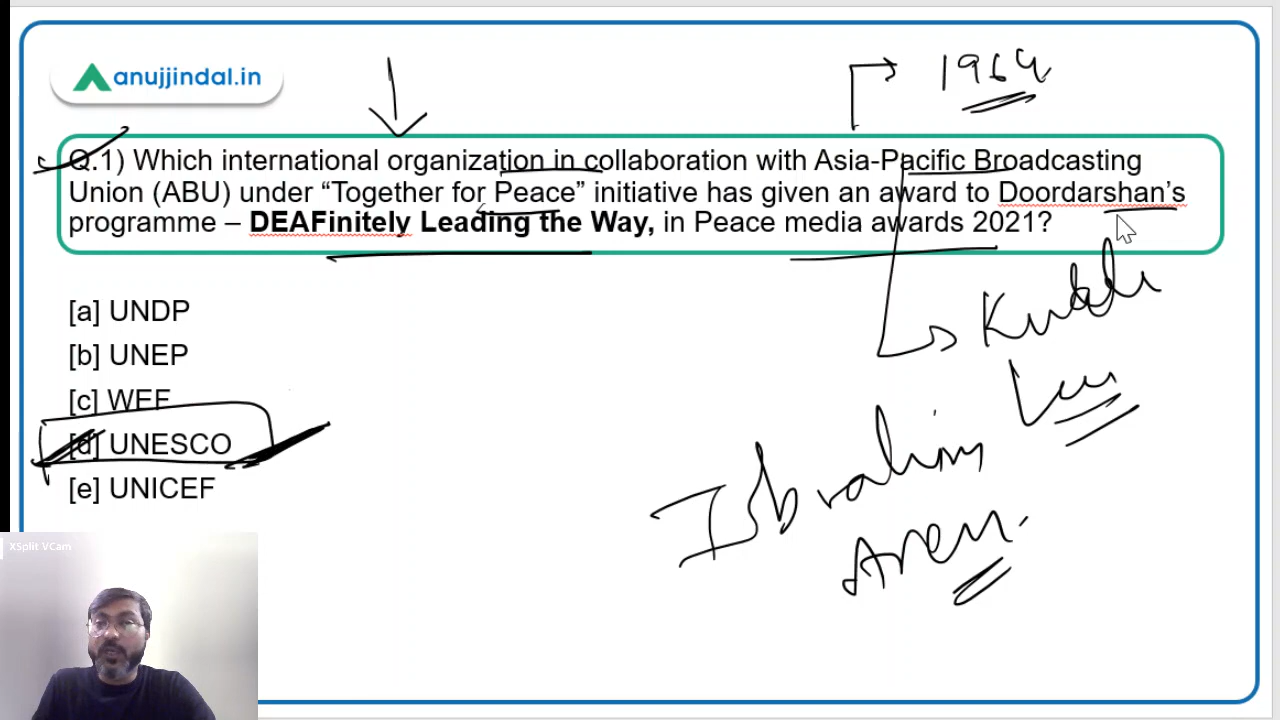 anujjindal.in
1964
Q.1) Which international organization in collaboration with Asia-Pacific Broadcasting
Union (ABU) under “Together for Peace” initiative has given an award to Doordarshan’s
programme – DEAFinitely Leading the Way, in Peace media awards 2021?
[a] UNDP
[b] UNEP
[c] WEF
[d] UNESCO
[e] UNICEF
XSplit VCam